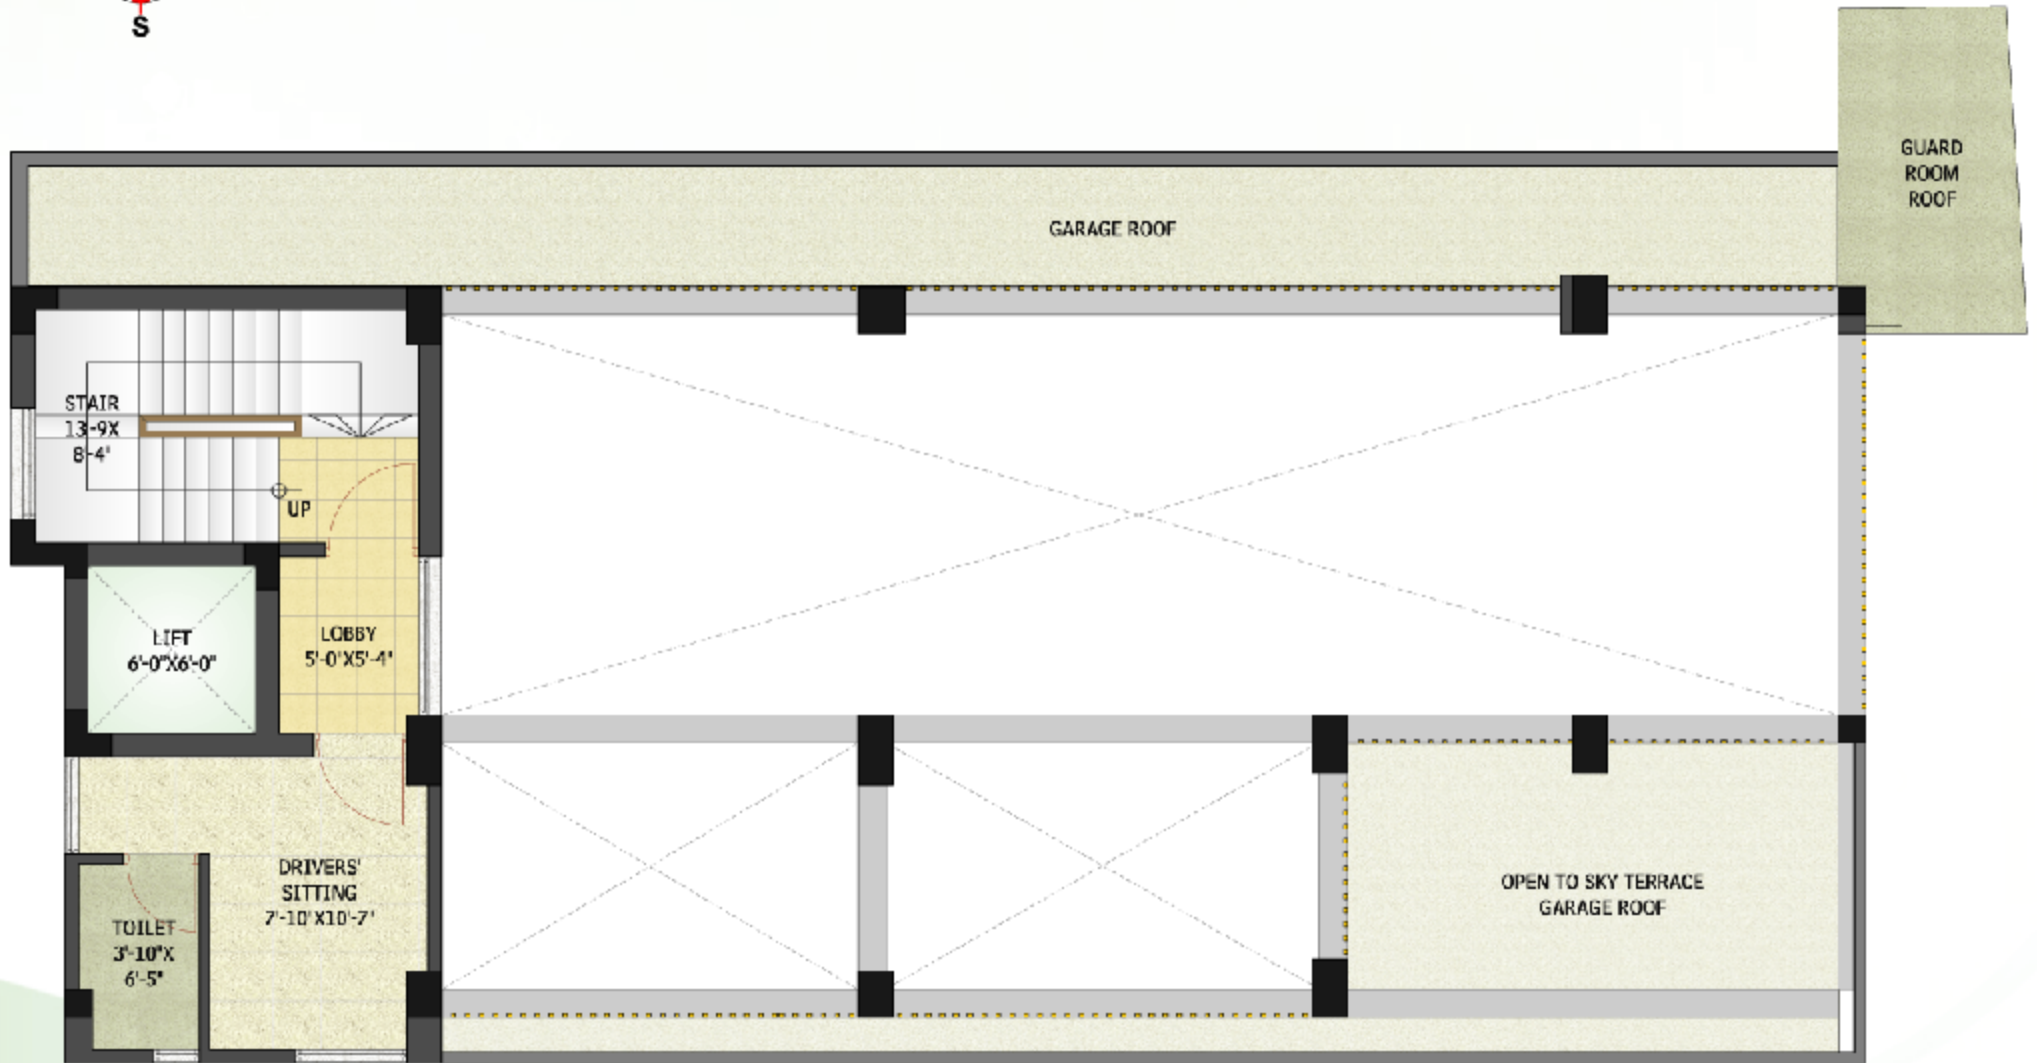 S
GUARD
ROOM
ROOF
GARAGE ROOF
STAIR
13-9X
8-4'
UP
LIFT
6'-0"X6'-0"
LOBBY
5'-0"X5'-4"
DRIVERS'
SITTING
7'-10"X10'-7'
TOILET
3'-10"X
6'-5"
OPEN TO SKY TERRACE
GARAGE ROOF